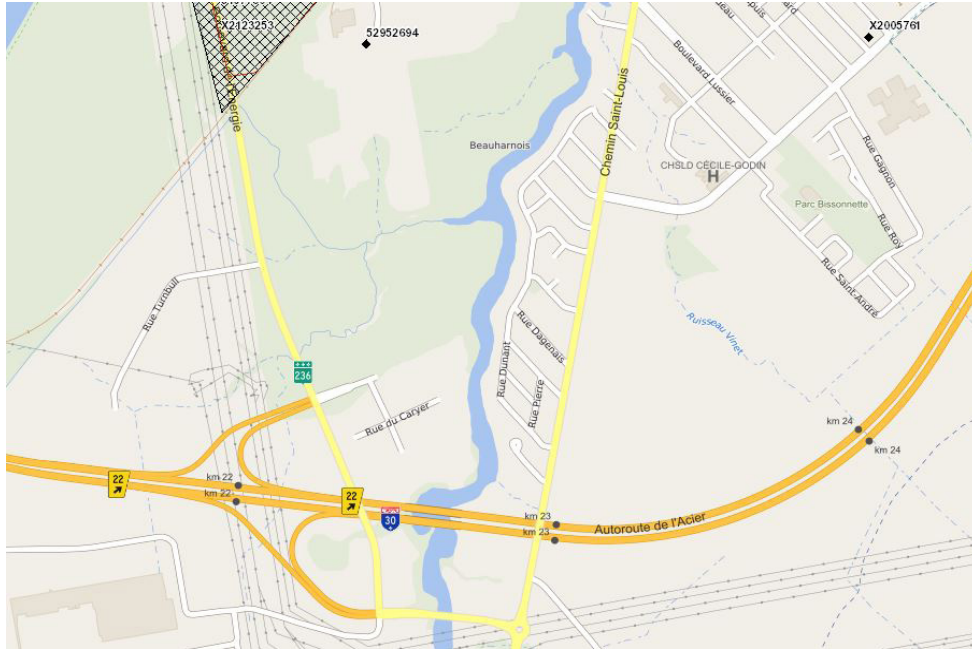 X2123253
52952694
X2005761
Boulevard Lussier
Chemin Saint-Louis
Beauharnois
CHSLD CÉCILE-GODIN
H
Rue Gagnon
Parc Bissonnette
Rue Roy
Rue Saint-André
Rue Turnbull
Ruisseau Vinet
Rue Dagenais
Rue Dunant
236
Rue Pierre
Rue du Caryer
km 24
km 24
22
km 22
km 22
22
30
km 23
km 23
Autoroute de l'Acier